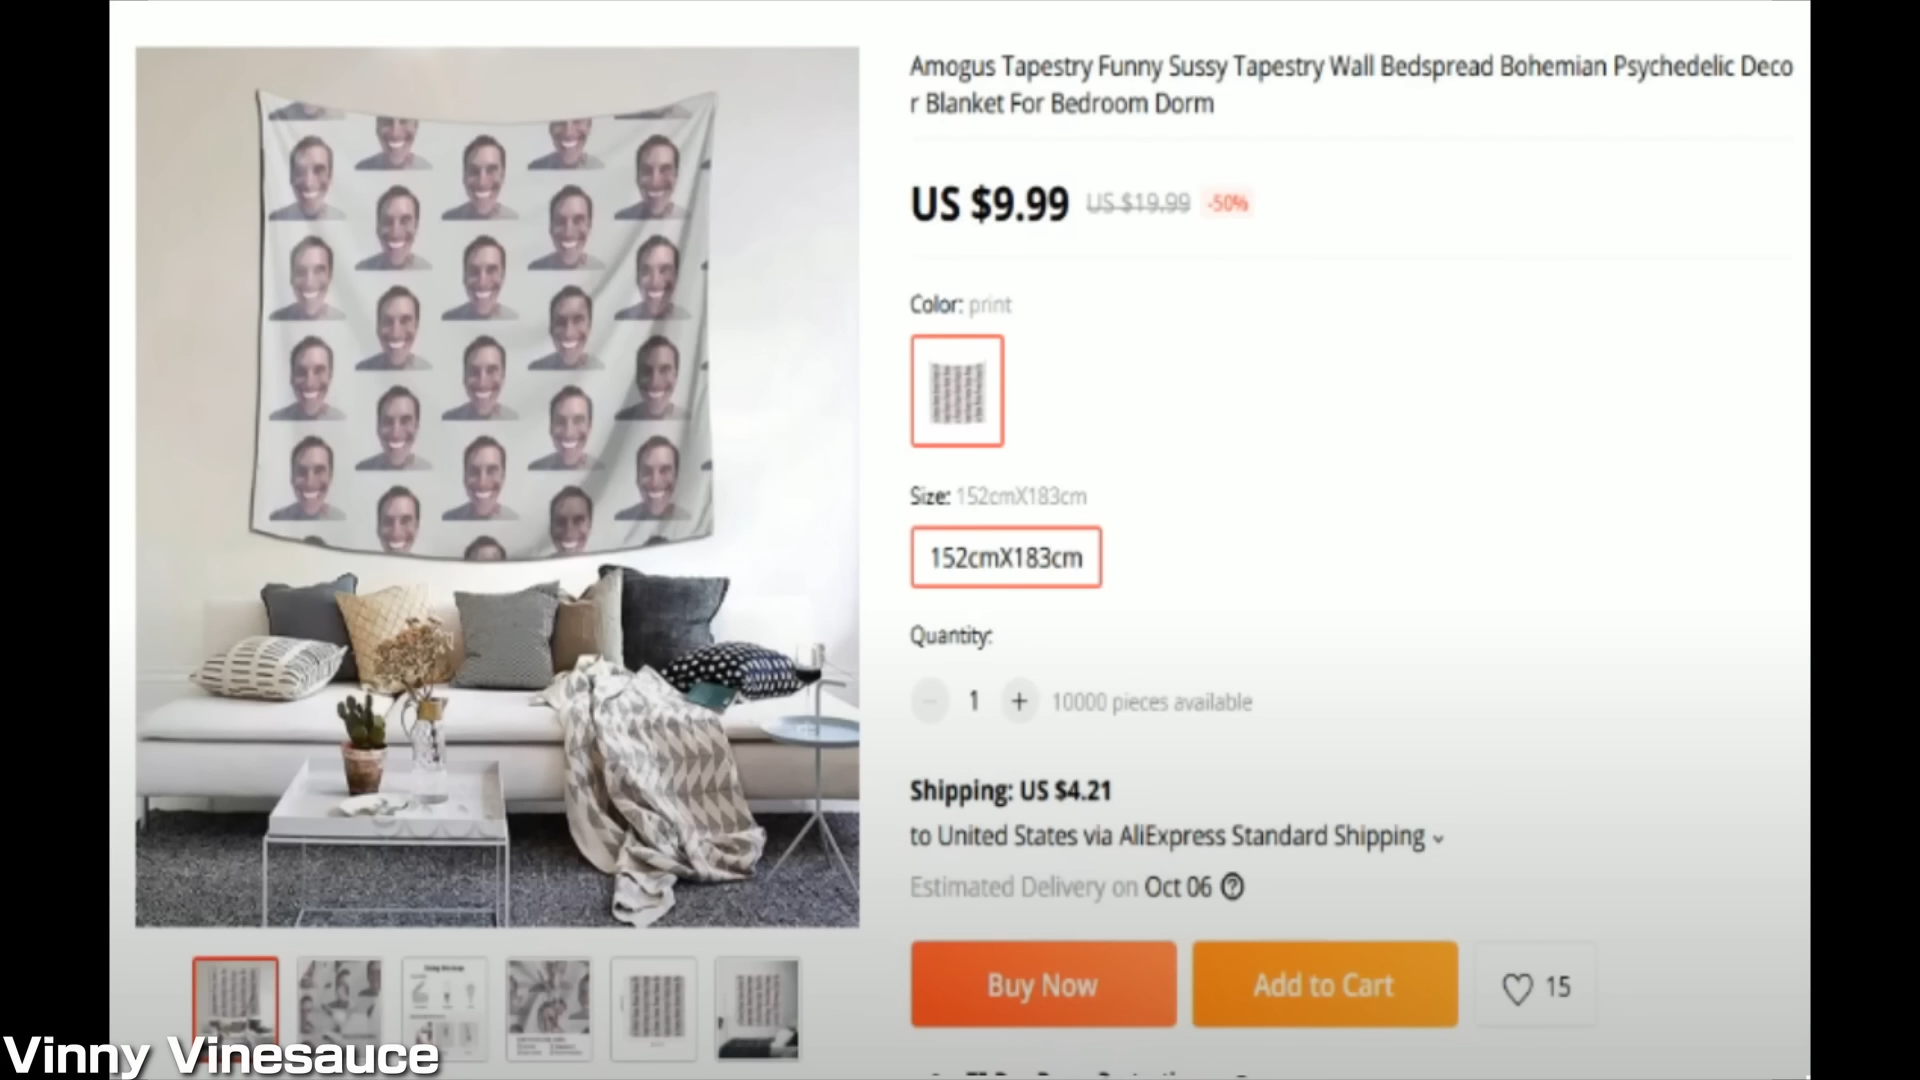 Amogus Tapestry Funny Sussy Tapestry Wall Bedspread Bohemian Psychedelic Deco
r Blanket For Bedroom Dorm
US $9.99 US $19.99 -50%
Color: print
Size: 152cmX183cm
152cmX183cm
Quantity:
1 + 10000 pieces available
Shipping: US $4.21
to United States via AliExpress Standard Shipping
Estimated Delivery on Oct 06 ?
Buy Now Add to Cart 15
Vinny Vinesauce